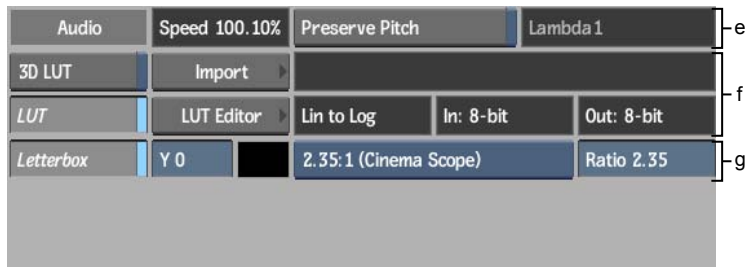 Audio Speed 100.10% Preserve Pitch Lambda1 e
3D LUT Import f
LUT LUT Editor Lin to Log In: 8-bit Out: 8-bit
Letterbox Y 0 2.35:1 (Cinema Scope) Ratio 2.35 g